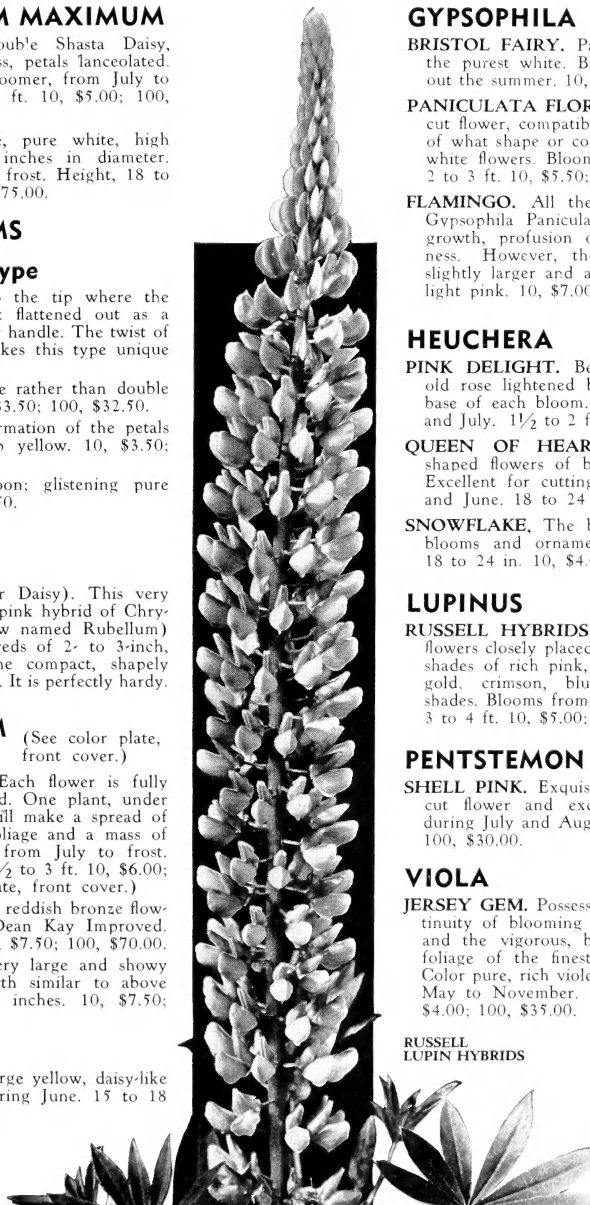 M MAXIMUM
oub'e Shasta Daisy,
ss, petals lanceolated.
oomer, from July to
ft. 10, $5.00; 100,
e, pure white, high
inches in diameter.
frost. Height, 18 to
75.00.
MS
ype
o the tip where the
t flattened out as a
handle. The twist of
kes this type unique
e rather than double
$3.50; 100, $32.50.
rmation of the petals
o yellow. 10, $3.50;
oon; glistening pure
50.
r Daisy). This very
pink hybrid of Chry-
w named Rubellum)
reds of 2- to 3-inch,
ne compact, shapely
. It is perfectly hardy.
M
(See color plate,
front cover.)
Each flower is fully
d. One plant, under
ill make a spread of
liage and a mass of
from July to frost.
½ to 3 ft. 10, $6.00;
te, front cover.)
reddish bronze flow-
Dean Kay Improved.
, $7.50; 100, $70.00.
ery large and showy
th similar to above
inches. 10, $7.50;
rge yellow, daisy-like
ring June. 15 to 18
GYPSOPHILA
BRISTOL FAIRY. Pa
the purest white. B
out the summer. 10,
PANICULATA FLOR
cut flower, compatib
of what shape or co
white flowers. Bloom
2 to 3 ft. 10, $5.50;
FLAMINGO. All the
Gypsophila Panicula
growth, profusion o
ness. However, the
slightly larger and a
light pink. 10, $7.00
HEUCHERA
PINK DELIGHT. Be
old rose lightened b
base of each bloom.
and July. 1½ to 2 f
QUEEN OF HEAR
shaped flowers of b
Excellent for cutting
and June. 18 to 24
SNOWFLAKE, The b
blooms and orname
18 to 24 in. 10, $4.
LUPINUS
RUSSELL HYBRIDS
flowers closely placed
shades of rich pink,
gold, crimson, blu
shades. Blooms from
3 to 4 ft. 10, $5.00;
PENTSTEMON
SHELL PINK. Exquis
cut flower and exc
during July and Aug
100, $30.00.
VIOLA
JERSEY GEM. Possess
tinuity of blooming
and the vigorous, b
foliage of the finest
Color pure, rich viole
May to November.
$4.00; 100, $35.00.
RUSSELL
LUPIN HYBRIDS